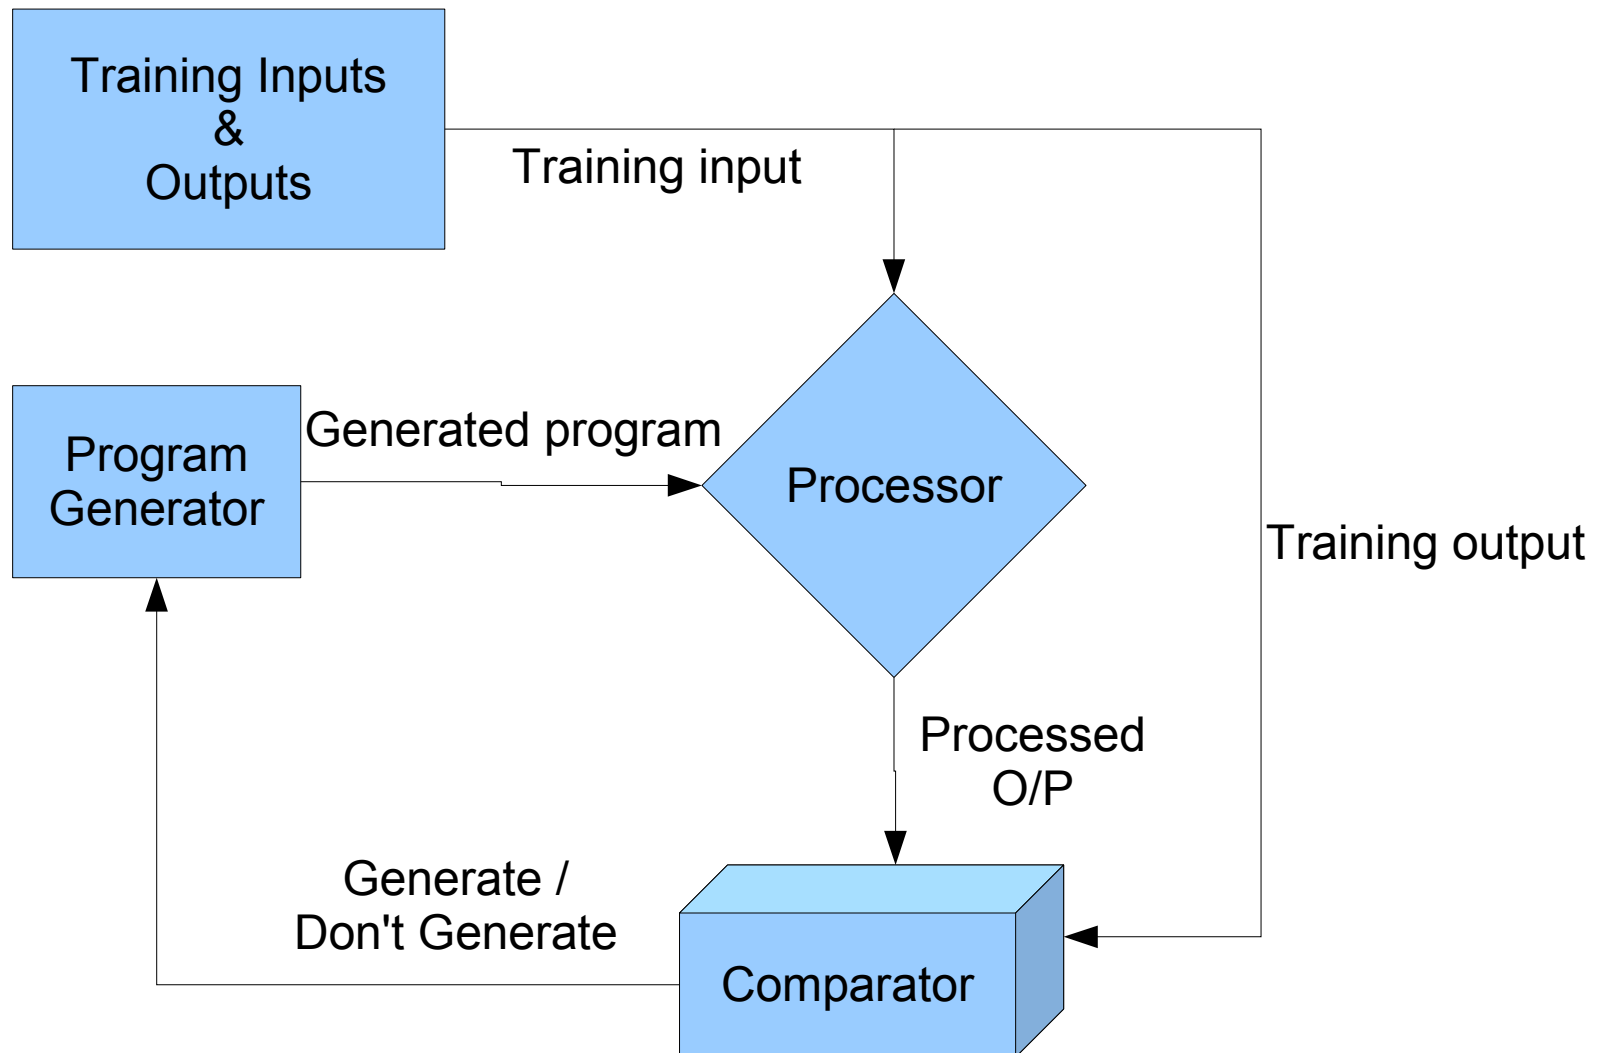 Training Inputs
&
Outputs
Training input
Program
Generator
Generated program
Processor
Training output
Processed
O/P
Generate /
Don't Generate
Comparator